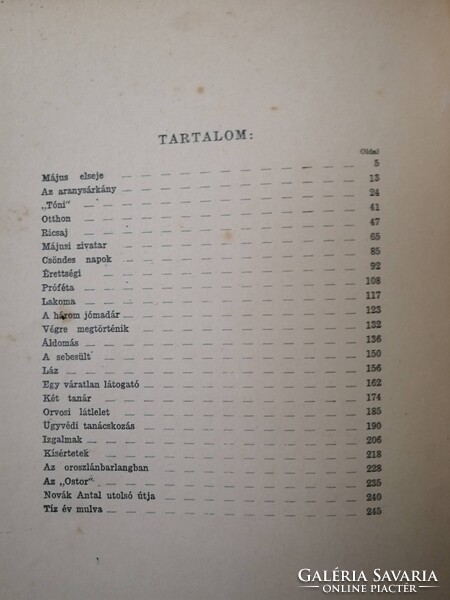 TARTALOM:
Oldal
Május elseje 5
Az aranysárkány 13
„Tóni“ 24
Otthon 41
Ricsaj 47
Májusi zivatar 65
Csöndes napok 85
Érettségi 92
Próféta 108
Lakoma 117
A három jómadár 123
Végre megtörténik 132
Áldomás 136
A sebesült 150
Láz 156
Egy váratlan látogató 162
Két tanár 174
Orvosi látlelet 185
Ügyvédi tanácskozás 190
Izgalmak 206
Kísértetek 218
Az oroszlánbarlangban 228
Az „Ostor“ 235
Novák Antal utolsó útja 240
Tíz év mulva 245
GALÉRIA SAVARIA
ONLINE PIACTÉR